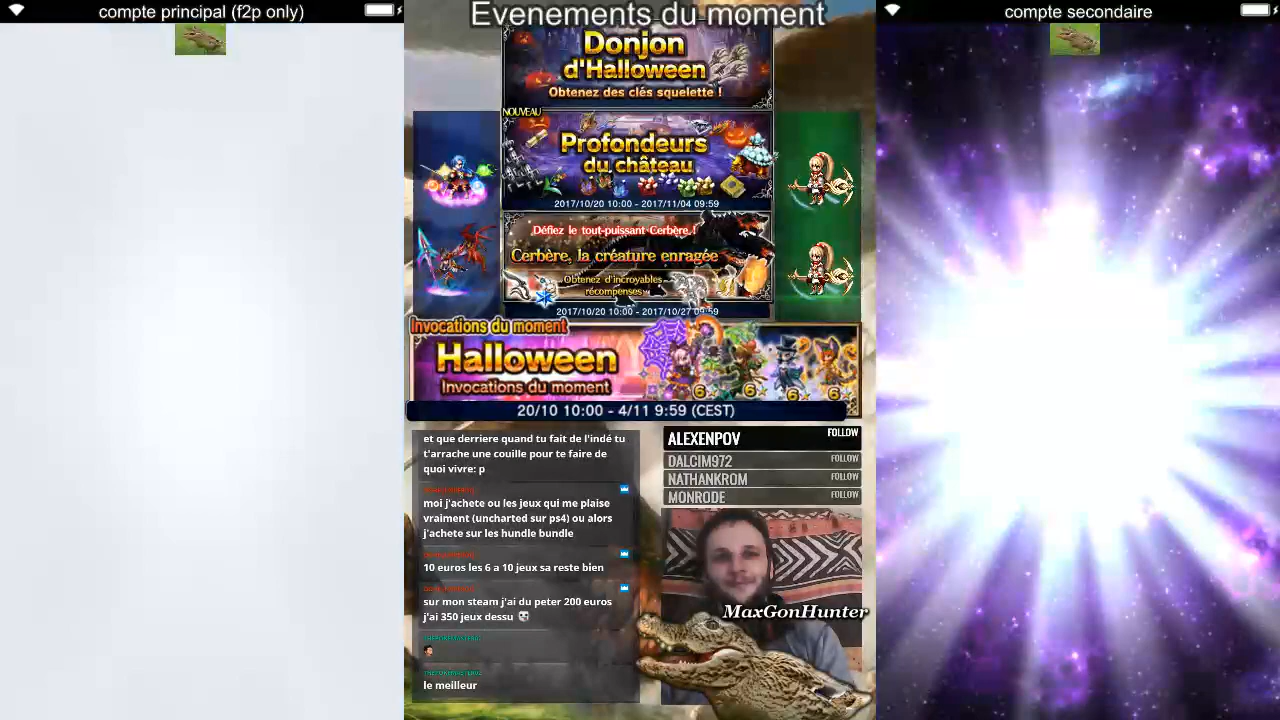 compte principal (f2p only)
Evenements du moment
compte secondaire
Donjon
d'Halloween
Obtenez des clés squelette !
NOUVEAU
Profondeurs
du château
2017/10/20 10:00 - 2017/11/04 09:59
Défiez le tout-puissant Cerbère !
Cerbère, la créature enragée
Obtenez d'incroyables
récompenses
2017/10/20 10:00 - 2017/10/27 09:59
Invocations du moment
Halloween
Invocations du moment
6
6
6
6
20/10 10:00 - 4/11 9:59 (CEST)
et que derriere quand tu fait de l'indé tu
t'arrache une couille pour te faire de
quoi vivre: p
moi j'achete ou les jeux qui me plaise
vraiment (uncharted sur ps4) ou alors
j'achete sur les hundle bundle
10 euros les 6 a 10 jeux sa reste bien
sur mon steam j'ai du peter 200 euros
j'ai 350 jeux dessu
le meilleur
ALEXENPOV FOLLOW
DALCIM972 FOLLOW
NATHANKROM FOLLOW
MONRODE FOLLOW
MaxGonHunter